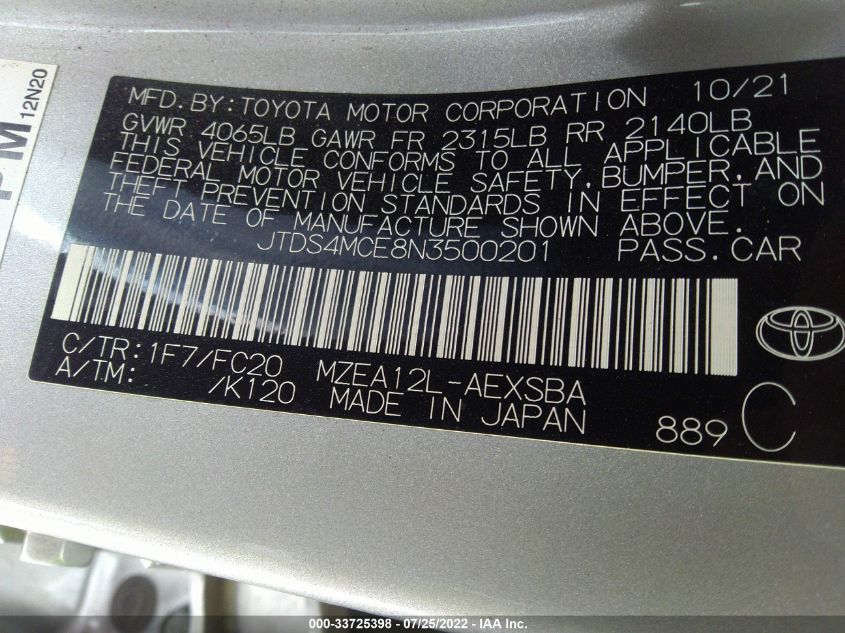 PM
12N20
MFD.BY:TOYOTA MOTOR CORPORATION 10/21
GVWR 4065LB GAWR FR 2315LB RR 2140LB
THIS VEHICLE CONFORMS TO ALL APPLICABLE
FEDERAL MOTOR VEHICLE SAFETY,BUMPER,AND
THEFT PREVENTION STANDARDS IN EFFECT ON
THE DATE OF MANUFACTURE SHOWN ABOVE.
JTDS4MCE8N3500201 PASS.CAR
C/TR:1F7/FC20 MZEA12L-AEXSBA
A/TM: /K120 MADE IN JAPAN 889 C
000-33725398 - 07/25/2022 - IAAI.COM